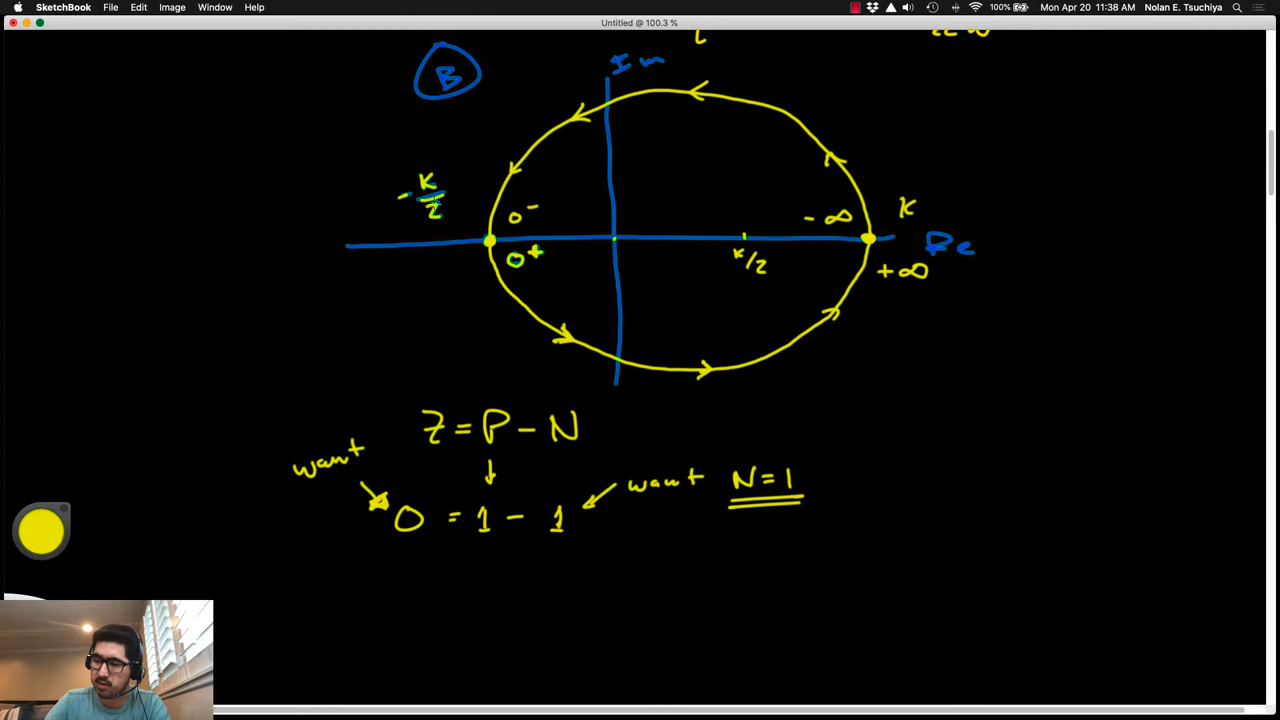 SketchBook File Edit Image Window Help 100% Mon Apr 20 11:38 AM Nolan E. Tsuchiya
Untitled @ 100.3 %
B
Im
-K/2
0-
-∞
K
Re
0+
K/2
+∞
Z = P - N
want
want N = 1
0 = 1 - 1